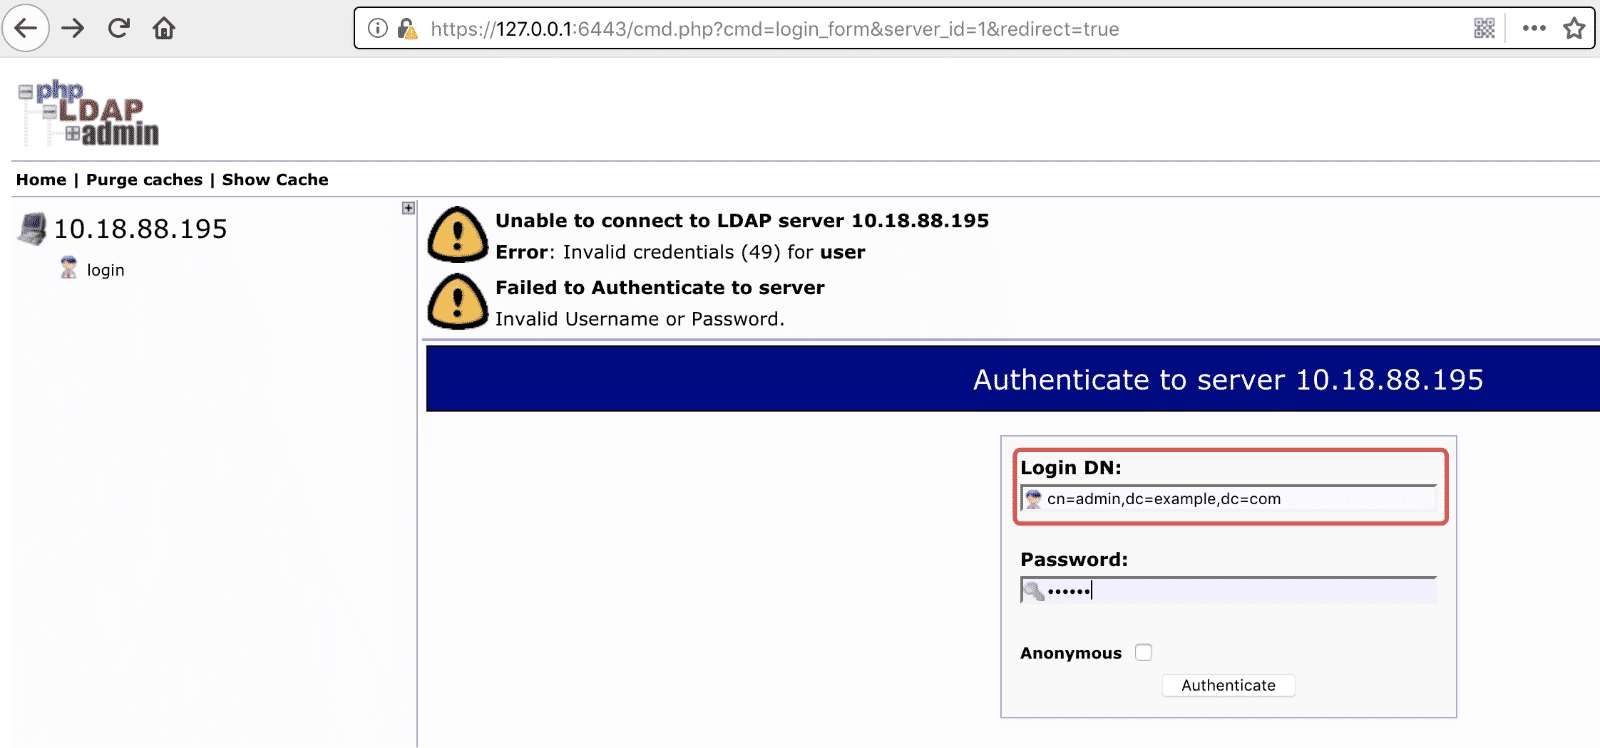 https://127.0.0.1:6443/cmd.php?cmd=login_form&server_id=1&redirect=true
php
LDAP
admin
Home | Purge caches | Show Cache
10.18.88.195
login
Unable to connect to LDAP server 10.18.88.195
Error: Invalid credentials (49) for user
Failed to Authenticate to server
Invalid Username or Password.
Authenticate to server 10.18.88.195
Login DN:
cn=admin,dc=example,dc=com
Password:
••••••
Anonymous
Authenticate